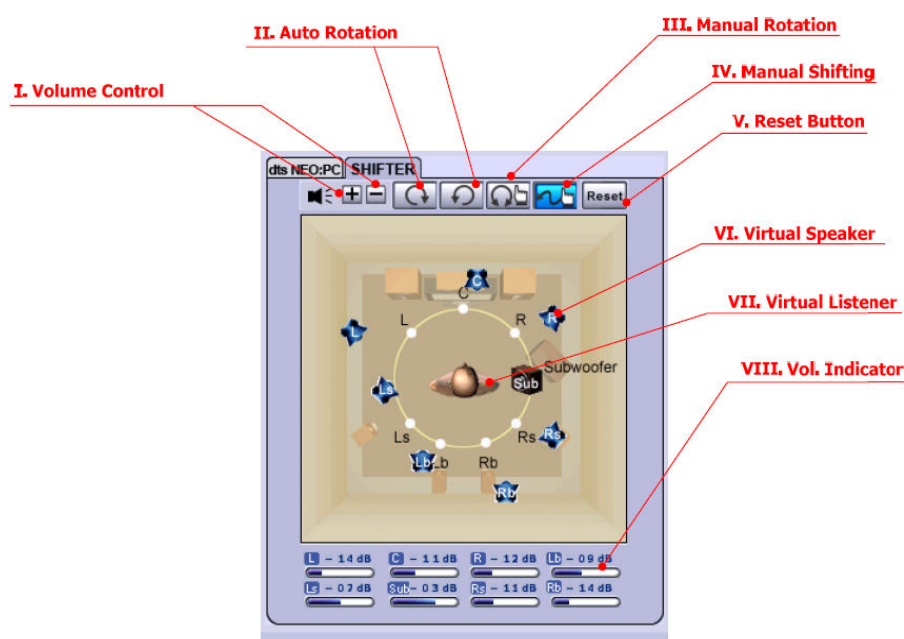 III. Manual Rotation
II. Auto Rotation
IV. Manual Shifting
I. Volume Control
V. Reset Button
dts NEO:PC SHIFTER
Reset
VI. Virtual Speaker
C
C
L
R
R
L
VII. Virtual Listener
Subwoofer
VIII. Vol. Indicator
Ls
Sub
Ls
Rs
Rs
Lb
Lb
Rb
Rb
L - 14 dB C - 11 dB R - 12 dB Lb - 09 dB
Ls - 07 dB Sub - 03 dB Rs - 11 dB Rb - 14 dB